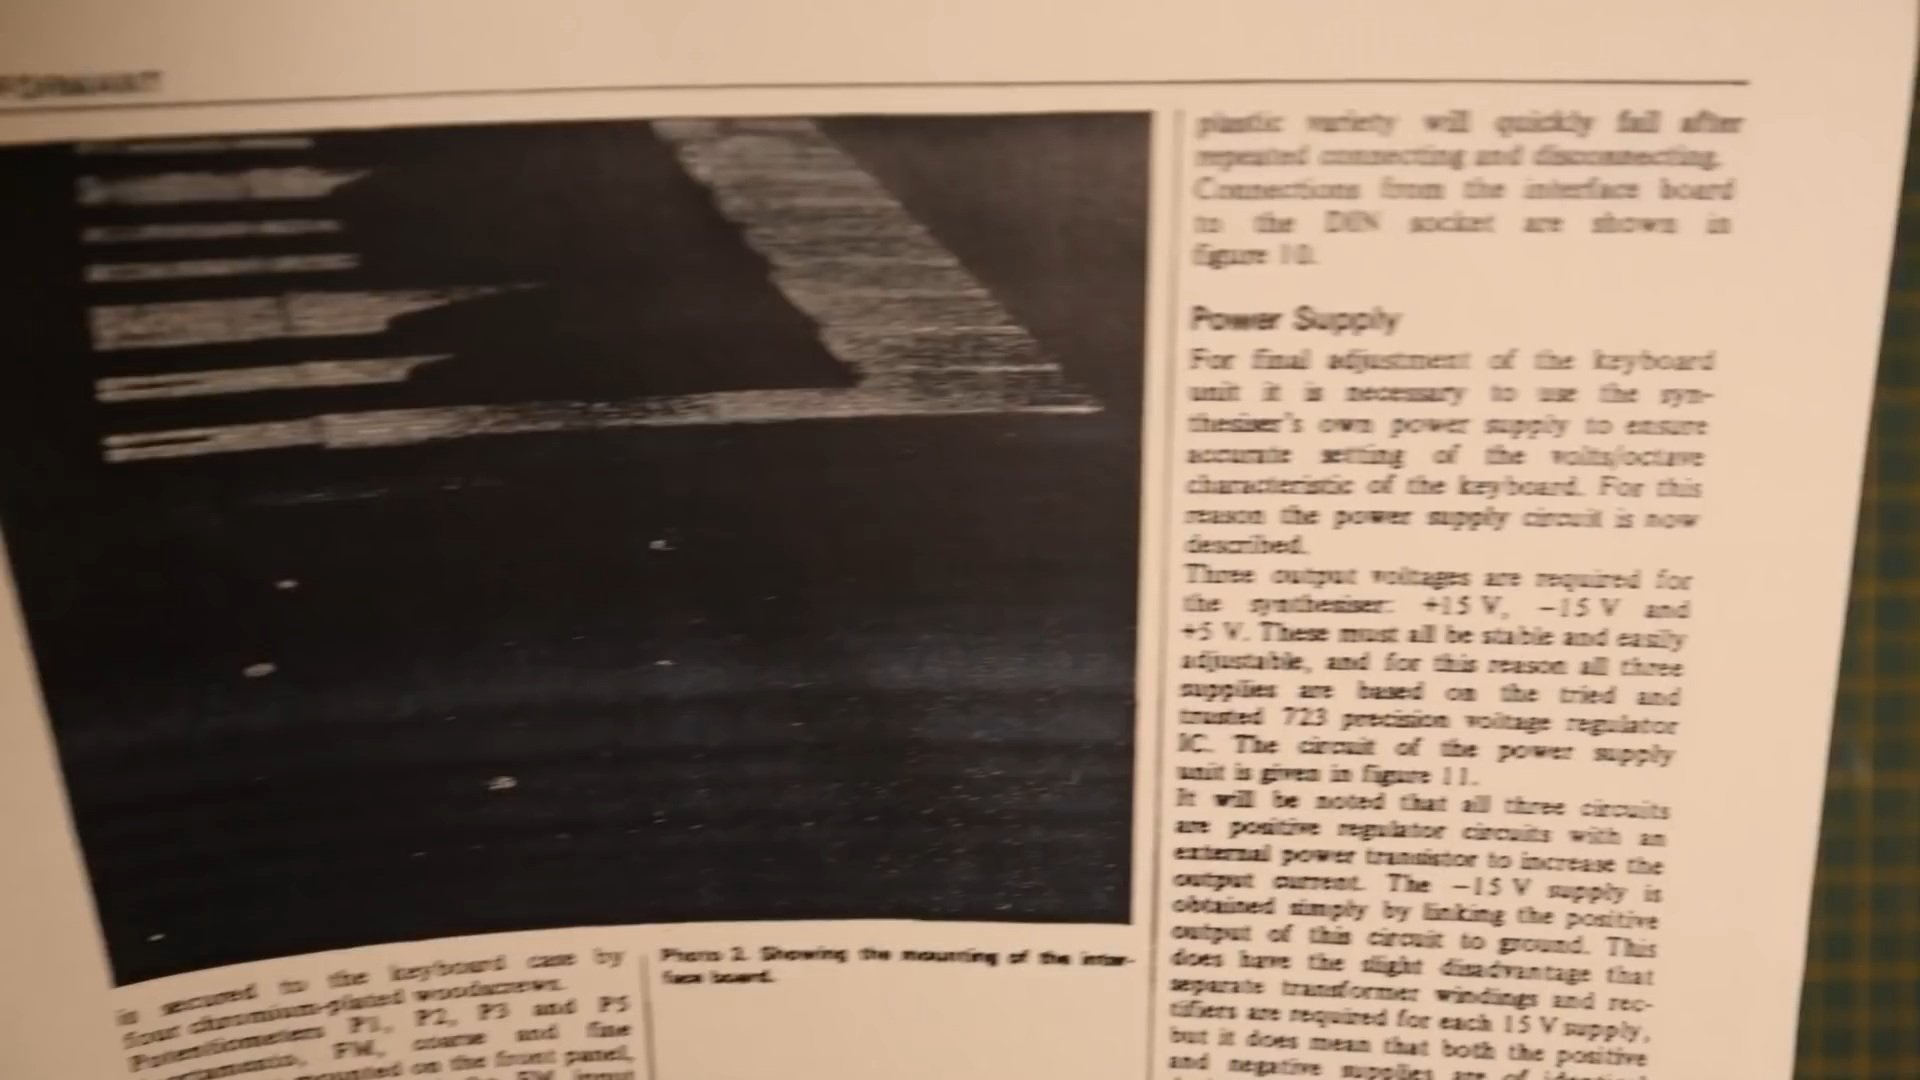 is secured to the keyboard case by
four chromium-plated woodscrews.
Potentiometers P1, P2, P3 and P5
FM, coarse and fine
mounted on the front panel,
FM input
Photo 2. Showing the mounting of the inter-
face board.
plastic variety will quickly fail after
repeated connecting and disconnecting.
Connections from the interface board
to the DIN socket are shown in
figure 10.
Power Supply
For final adjustment of the keyboard
unit it is necessary to use the syn-
thesiser's own power supply to ensure
accurate setting of the volts/octave
characteristic of the keyboard. For this
reason the power supply circuit is now
described.
Three output voltages are required for
the synthesiser: +15 V, −15 V and
+5 V. These must all be stable and easily
adjustable, and for this reason all three
supplies are based on the tried and
trusted 723 precision voltage regulator
IC. The circuit of the power supply
unit is given in figure 11.
It will be noted that all three circuits
are positive regulator circuits with an
external power transistor to increase the
output current. The −15 V supply is
obtained simply by linking the positive
output of this circuit to ground. This
does have the slight disadvantage that
separate transformer windings and rec-
tifiers are required for each 15 V supply,
but it does mean that both the positive
and negative supplies are of identical